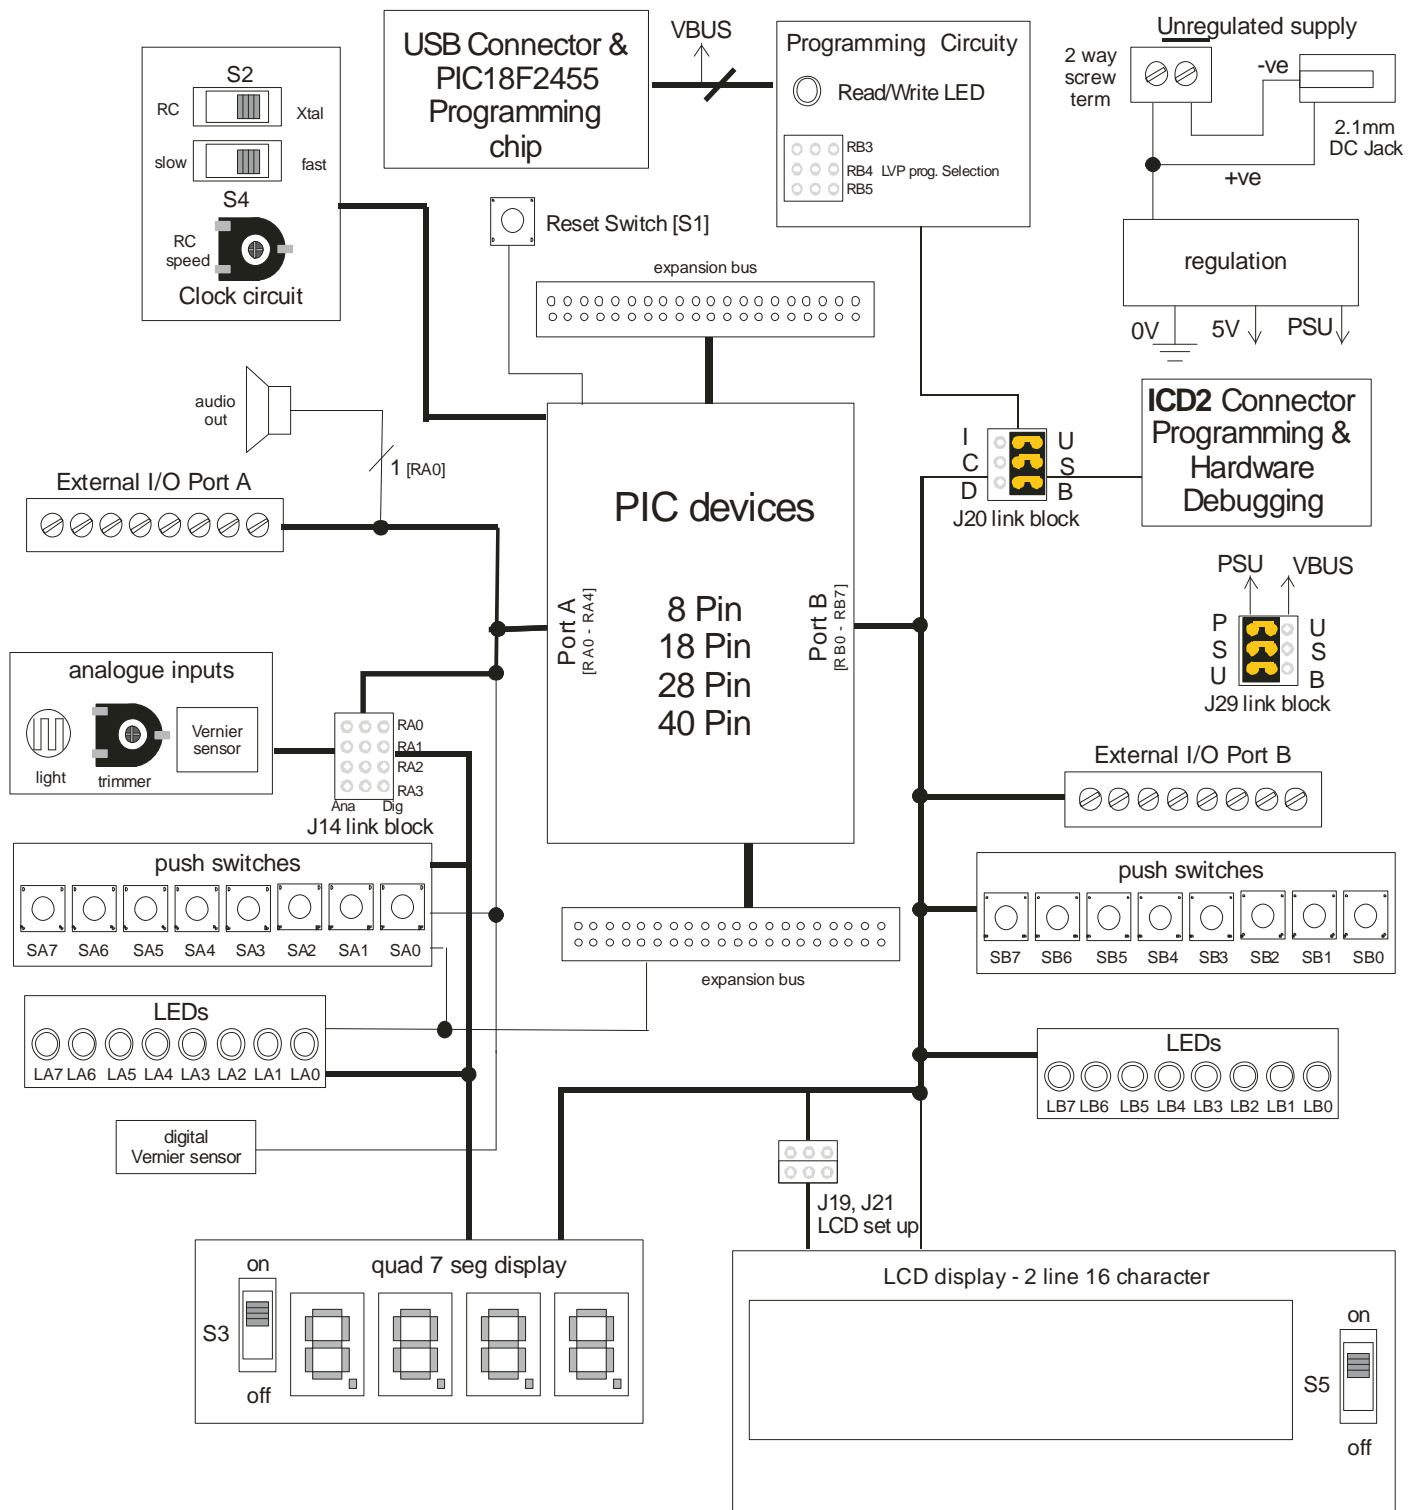 USB Connector &
PIC18F2455
Programming
chip
VBUS
Programming Circuity
Read/Write LED
RB3
RB4 LVP prog. Selection
RB5
Unregulated supply
2 way
screw
term
-ve
2.1mm
DC Jack
+ve
regulation
0V
5V
PSU
S2
RC
Xtal
slow
fast
S4
RC
speed
Clock circuit
Reset Switch [S1]
expansion bus
audio
out
1 [RA0]
External I/O Port A
PIC devices
8 Pin
18 Pin
28 Pin
40 Pin
Port A
[RA0 - RA4]
Port B
[RB0 - RB7]
I
C
D
U
S
B
J20 link block
ICD2 Connector
Programming &
Hardware
Debugging
PSU
VBUS
P
S
U
U
S
B
J29 link block
analogue inputs
light
trimmer
Vernier
sensor
RA0
RA1
RA2
RA3
Ana
Dig
J14 link block
External I/O Port B
push switches
SA7 SA6 SA5 SA4 SA3 SA2 SA1 SA0
push switches
SB7 SB6 SB5 SB4 SB3 SB2 SB1 SB0
expansion bus
LEDs
LA7 LA6 LA5 LA4 LA3 LA2 LA1 LA0
LEDs
LB7 LB6 LB5 LB4 LB3 LB2 LB1 LB0
digital
Vernier sensor
J19, J21
LCD set up
on
quad 7 seg display
S3
off
LCD display - 2 line 16 character
on
S5
off